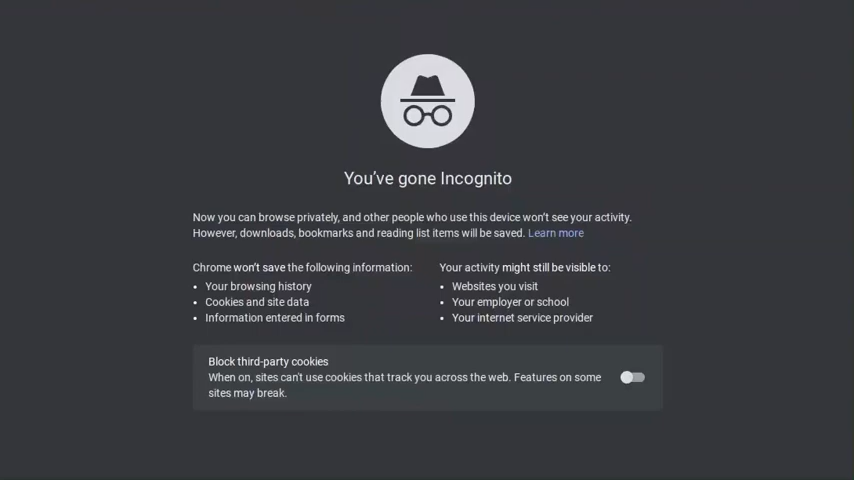 You've gone Incognito
Now you can browse privately, and other people who use this device won't see your activity.
However, downloads, bookmarks and reading list items will be saved. Learn more
Chrome won't save the following information:
• Your browsing history
• Cookies and site data
• Information entered in forms
Your activity might still be visible to:
• Websites you visit
• Your employer or school
• Your internet service provider
Block third-party cookies
When on, sites can't use cookies that track you across the web. Features on some
sites may break.